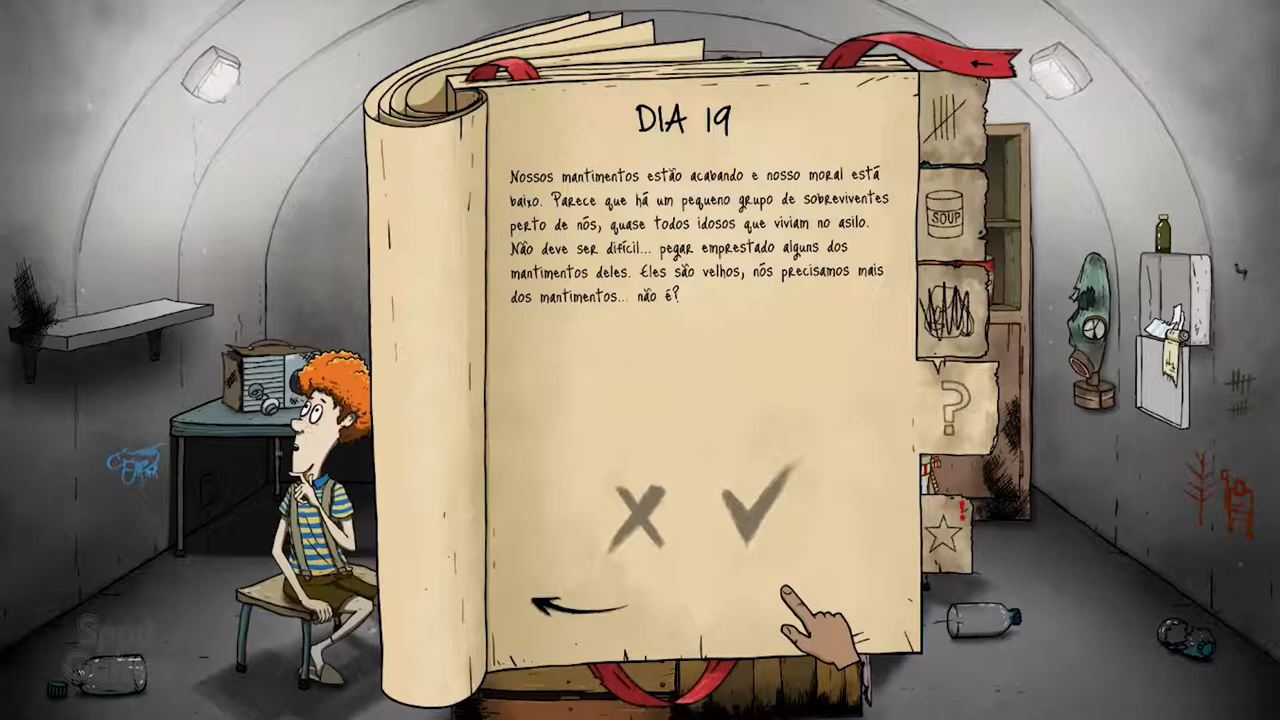 DIA 19
Nossos mantimentos estão acabando e nosso moral está
baixo. Parece que há um pequeno grupo de sobreviventes
perto de nós, quase todos idosos que viviam no asilo.
Não deve ser difícil... pegar emprestado alguns dos
mantimentos deles. Eles são velhos, nós precisamos mais
dos mantimentos... não é?
SOUP
?
!